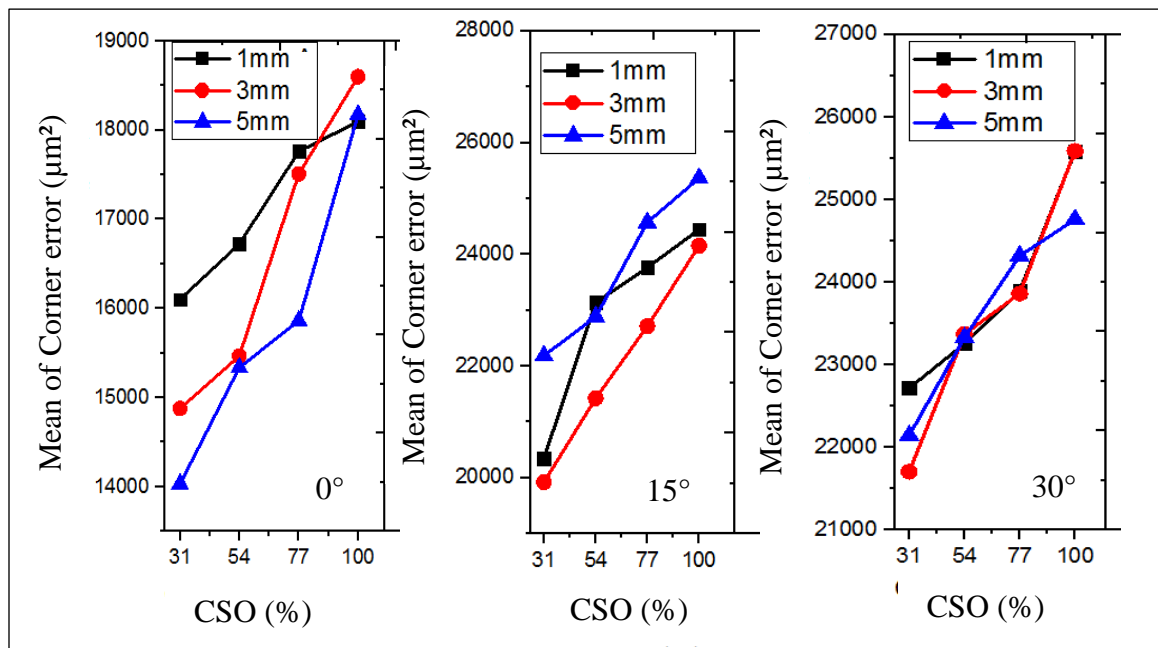 Mean of Corner error (µm²)
19000
18000
17000
16000
15000
14000
1mm
3mm
5mm
0°
31 54 77 100
CSO (%)
Mean of Corner error (µm²)
28000
26000
24000
22000
20000
1mm
3mm
5mm
15°
31 54 77 100
CSO (%)
Mean of Corner error (µm²)
27000
26000
25000
24000
23000
22000
21000
1mm
3mm
5mm
30°
31 54 77 100
CSO (%)